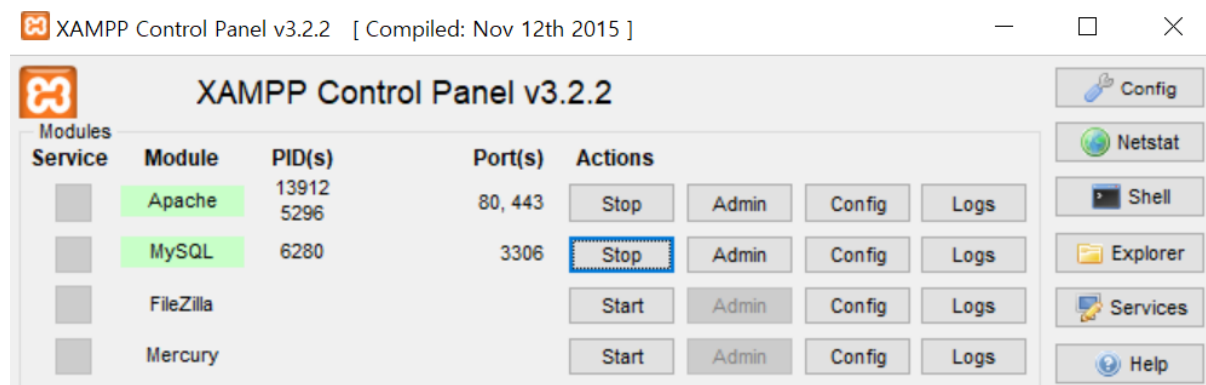 XAMPP Control Panel v3.2.2 [ Compiled: Nov 12th 2015 ]
XAMPP Control Panel v3.2.2
Config
Modules
Service Module PID(s) Port(s) Actions
Netstat
Apache 13912 5296 80, 443 Stop Admin Config Logs
Shell
MySQL 6280 3306 Stop Admin Config Logs
Explorer
FileZilla Start Admin Config Logs
Services
Mercury Start Admin Config Logs
Help